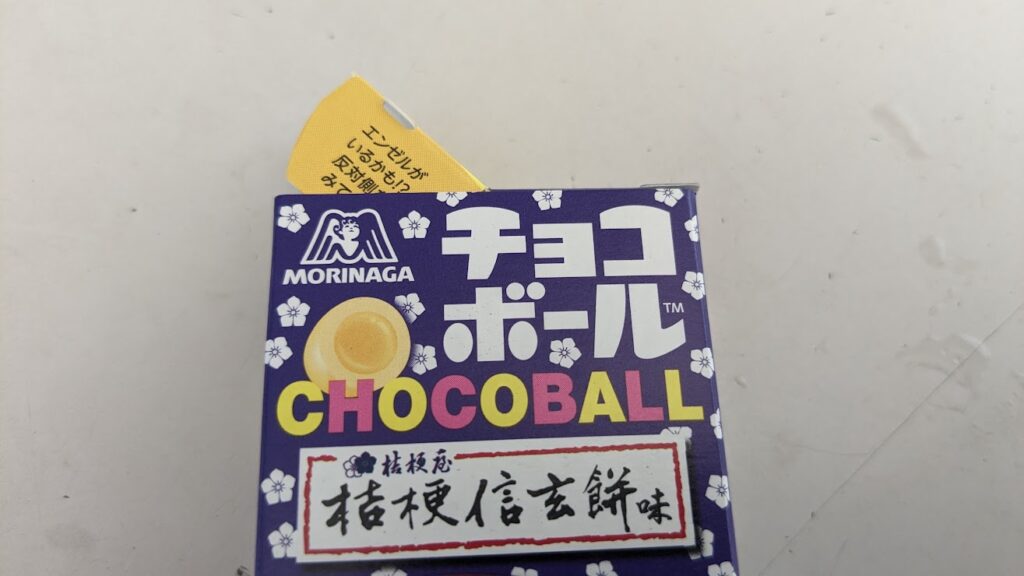 エンゼルが
いるかも!?
反対側
みて
MORINAGA
チョコ
ボール™
CHOCOBALL
桔梗屋
桔梗信玄餅味